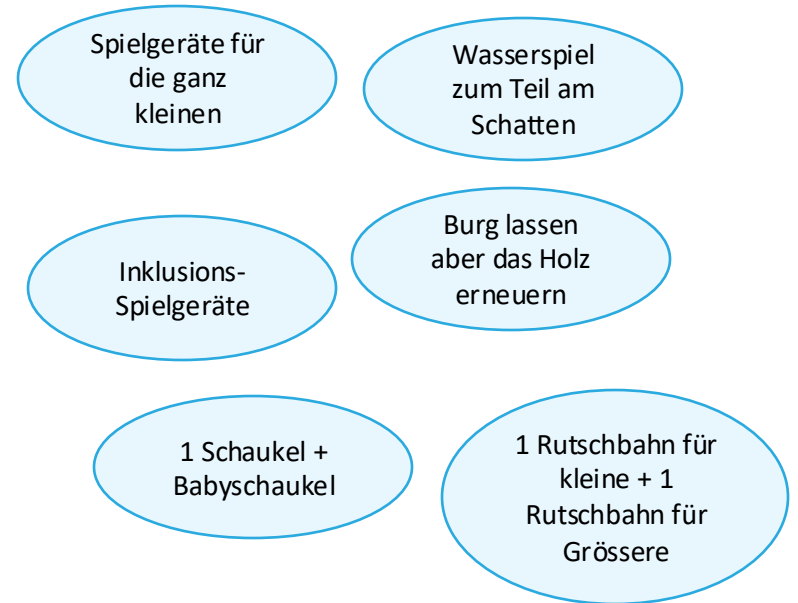 Spielgeräte für
die ganz
kleinen
Wasserspiel
zum Teil am
Schatten
Inklusions-
Spielgeräte
Burg lassen
aber das Holz
erneuern
1 Schaukel +
Babyschaukel
1 Rutschbahn für
kleine + 1
Rutschbahn für
Grössere